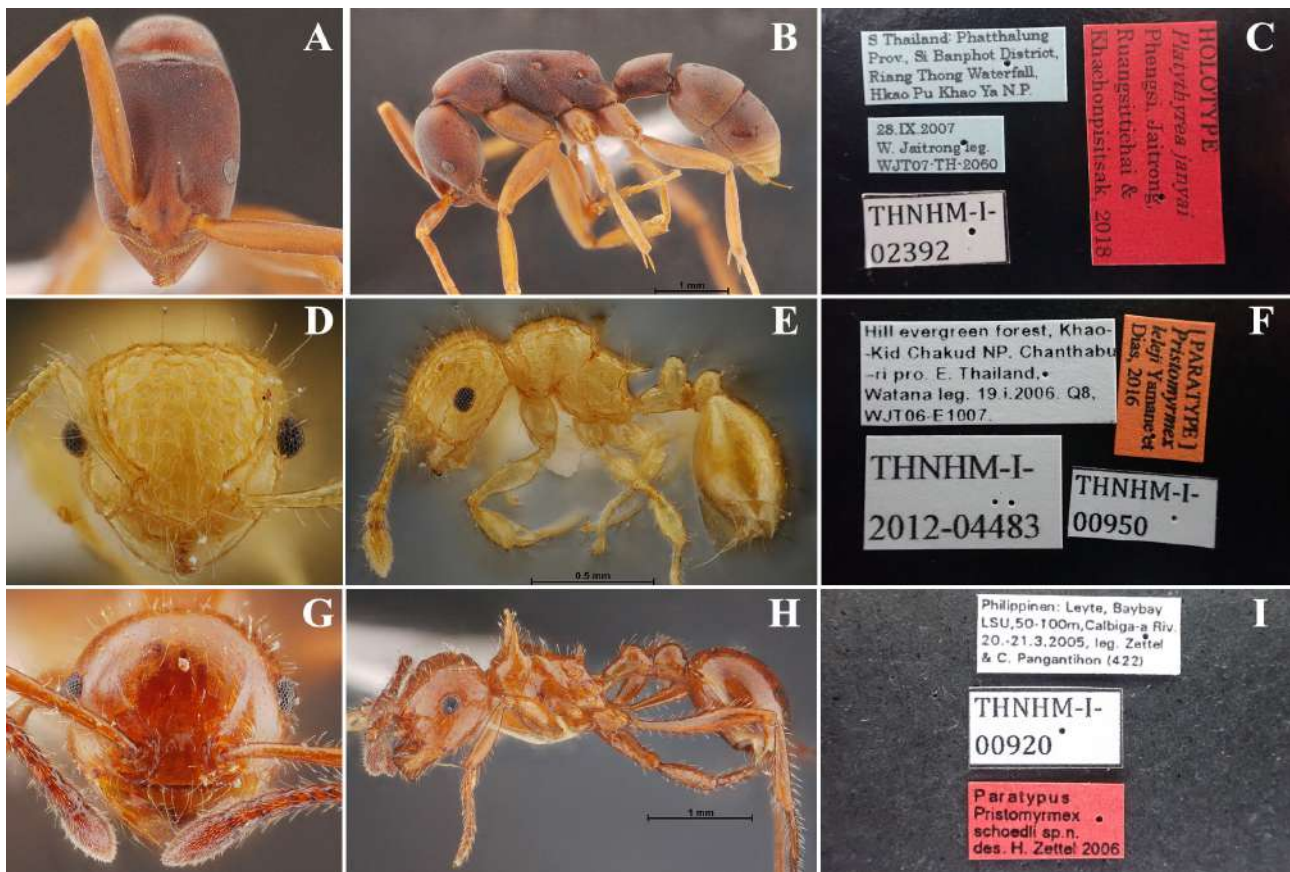 A
B
1 mm
C
S Thailand: Phatthalung
Prov., Si Banphot District,
Riang Thong Waterfall,
Hkao Pu Khao Ya N.P.
28.IX.2007
W. Jaitrong leg.
WJT07-TH-2060
THNHM-I-
02392
HOLOTYPE
Platythyrea janyai
Phengsi, Jaitrong,
Ruangsittichai &
Khachonpisitsak, 2018
D
E
0.5 mm
F
Hill evergreen forest, Khao-
-Kid Chakud NP. Chanthabu
-ri pro. E. Thailand.
Watana leg. 19.i.2006. Q8,
WJT06-E1007.
[PARATYPE]
Pristomyrmex
leleji Yamane et
Dias, 2016
THNHM-I-
2012-04483
THNHM-I-
00950
G
H
1 mm
I
Philippinen: Leyte, Baybay
LSU,50-100m,Calbiga-a Riv.
20.-21.3.2005, leg. Zettel
& C. Pangantihon (422)
THNHM-I-
00920
Paratypus
Pristomyrmex
schoedli sp.n.
des. H. Zettel 2006